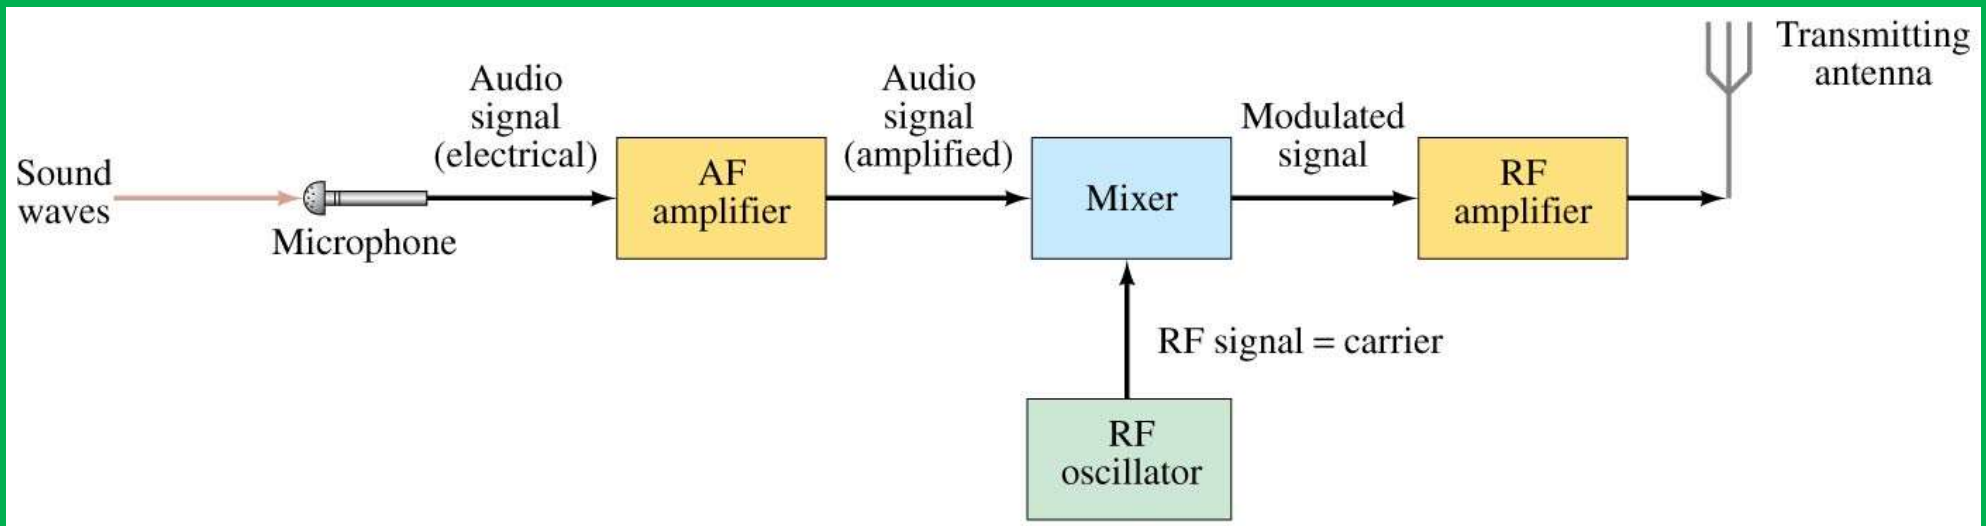 Sound
waves
Microphone
Audio
signal
(electrical)
AF
amplifier
Audio
signal
(amplified)
Mixer
Modulated
signal
RF
amplifier
Transmitting
antenna
RF signal = carrier
RF
oscillator